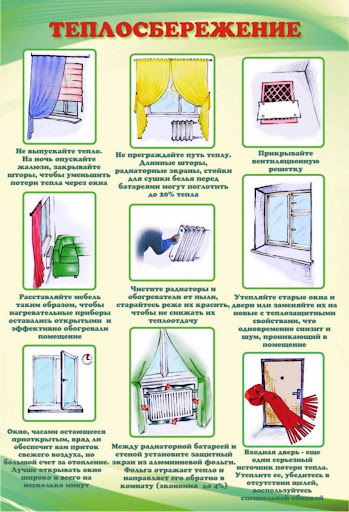 ТЕПЛОСБЕРЕЖЕНИЕ
Не выпускайте тепло.
На ночь опускайте
жалюзи, закрывайте
шторы, чтобы уменьшить
потери тепла через окна
Не преграждайте путь теплу.
Длинные шторы,
радиаторные экраны, стойки
для сушки белья перед
батареями могут поглотить
до 20% тепла
Прикрывайте
вентиляционную
решетку
Расставляйте мебель
таким образом, чтобы
нагревательные приборы
оставались открытыми и
эффективно обогревали
помещение
Чистите радиаторы и
обогреватели от пыли,
старайтесь реже их красить,
чтобы не снижать их
теплоотдачу
Утепляйте старые окна и
двери или заменяйте их на
новые с теплозащитными
свойствами, что
одновременно снизит и
шум, проникающий в
помещение
Окно, часами остающееся
приоткрытым, вряд ли
обеспечит вам приток
свежего воздуха, но
большой счет за отопление.
Лучше открывать окно
широко и всего на
несколько минут
Между радиаторной батареей и
стеной установите защитный
экран из алюминиевой фольги.
Фольга отражает тепло и
направляет его обратно в
комнату (экономия до 4%)
Входная дверь - еще
один серьезный
источник потери тепла.
Утеплите ее, убедитесь в
отсутствии щелей,
воспользуйтесь
специальной обивкой